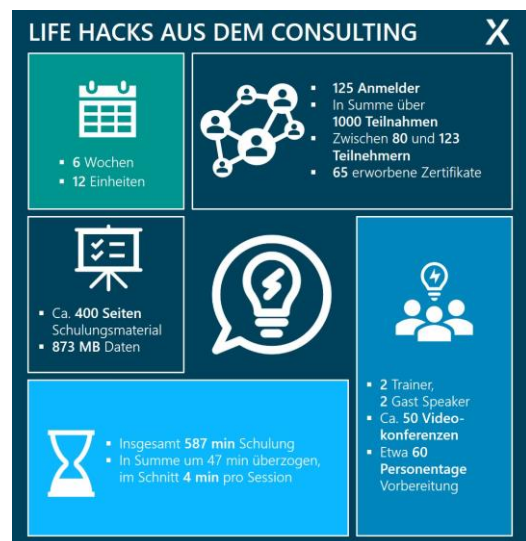 LIFE HACKS AUS DEM CONSULTING
X
▪ 6 Wochen
▪ 12 Einheiten
▪ 125 Anmelder
▪ In Summe über
1000 Teilnahmen
▪ Zwischen 80 und 123
Teilnehmern
▪ 65 erworbene Zertifikate
▪ Ca. 400 Seiten
Schulungsmaterial
▪ 873 MB Daten
▪ 2 Trainer,
2 Gast Speaker
▪ Ca. 50 Video-
konferenzen
▪ Etwa 60
Personentage
Vorbereitung
▪ Insgesamt 587 min Schulung
▪ In Summe um 47 min überzogen,
im Schnitt 4 min pro Session